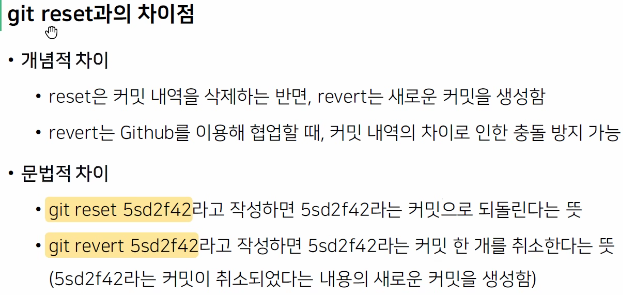 git reset과의 차이점
• 개념적 차이
• reset은 커밋 내역을 삭제하는 반면, revert는 새로운 커밋을 생성함
• revert는 Github를 이용해 협업할 때, 커밋 내역의 차이로 인한 충돌 방지 가능
• 문법적 차이
• git reset 5sd2f42라고 작성하면 5sd2f42라는 커밋으로 되돌린다는 뜻
• git revert 5sd2f42라고 작성하면 5sd2f42라는 커밋 한 개를 취소한다는 뜻
(5sd2f42라는 커밋이 취소되었다는 내용의 새로운 커밋을 생성함)